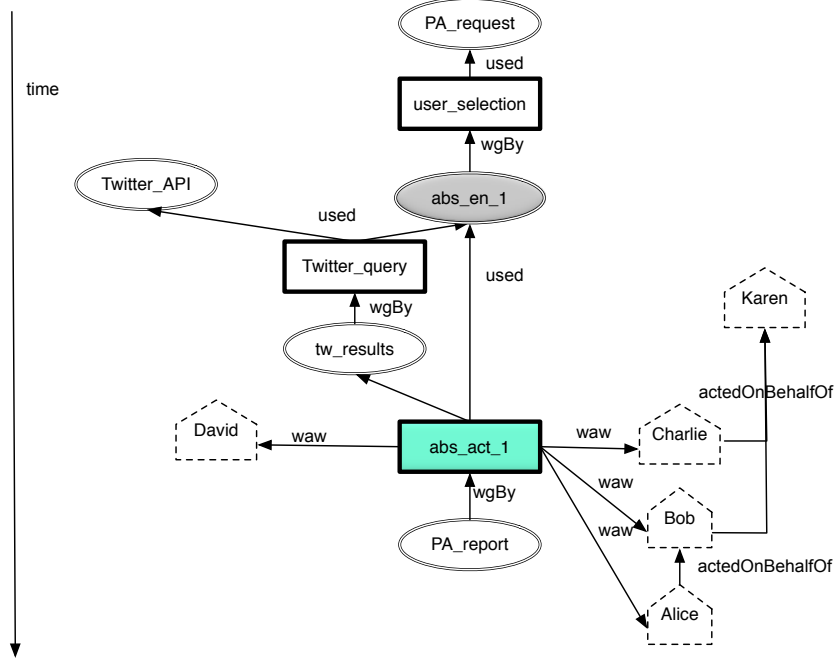 PA_request
used
time
user_selection
wgBy
Twitter_API
abs_en_1
used
Twitter_query
used
Karen
wgBy
tw_results
actedOnBehalfOf
David
waw
abs_act_1
waw
Charlie
wgBy
waw
Bob
waw
PA_report
actedOnBehalfOf
Alice